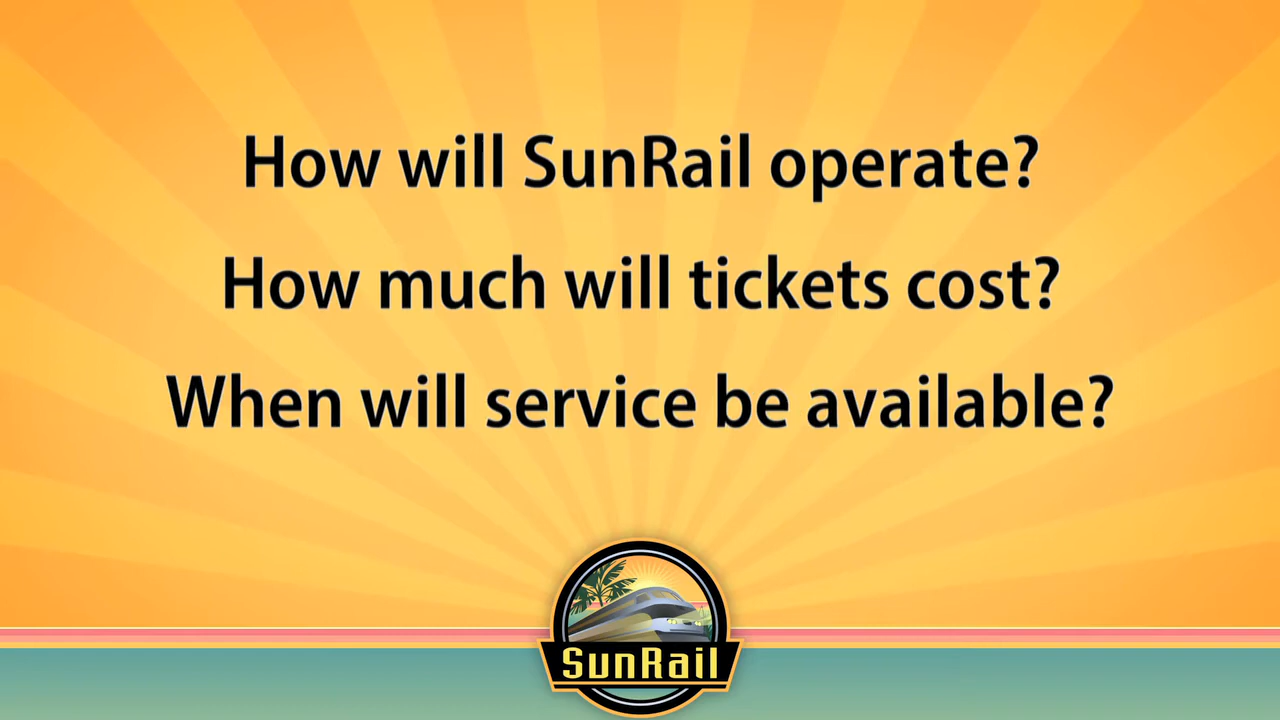 How will SunRail operate?
How much will tickets cost?
When will service be available?
SunRail